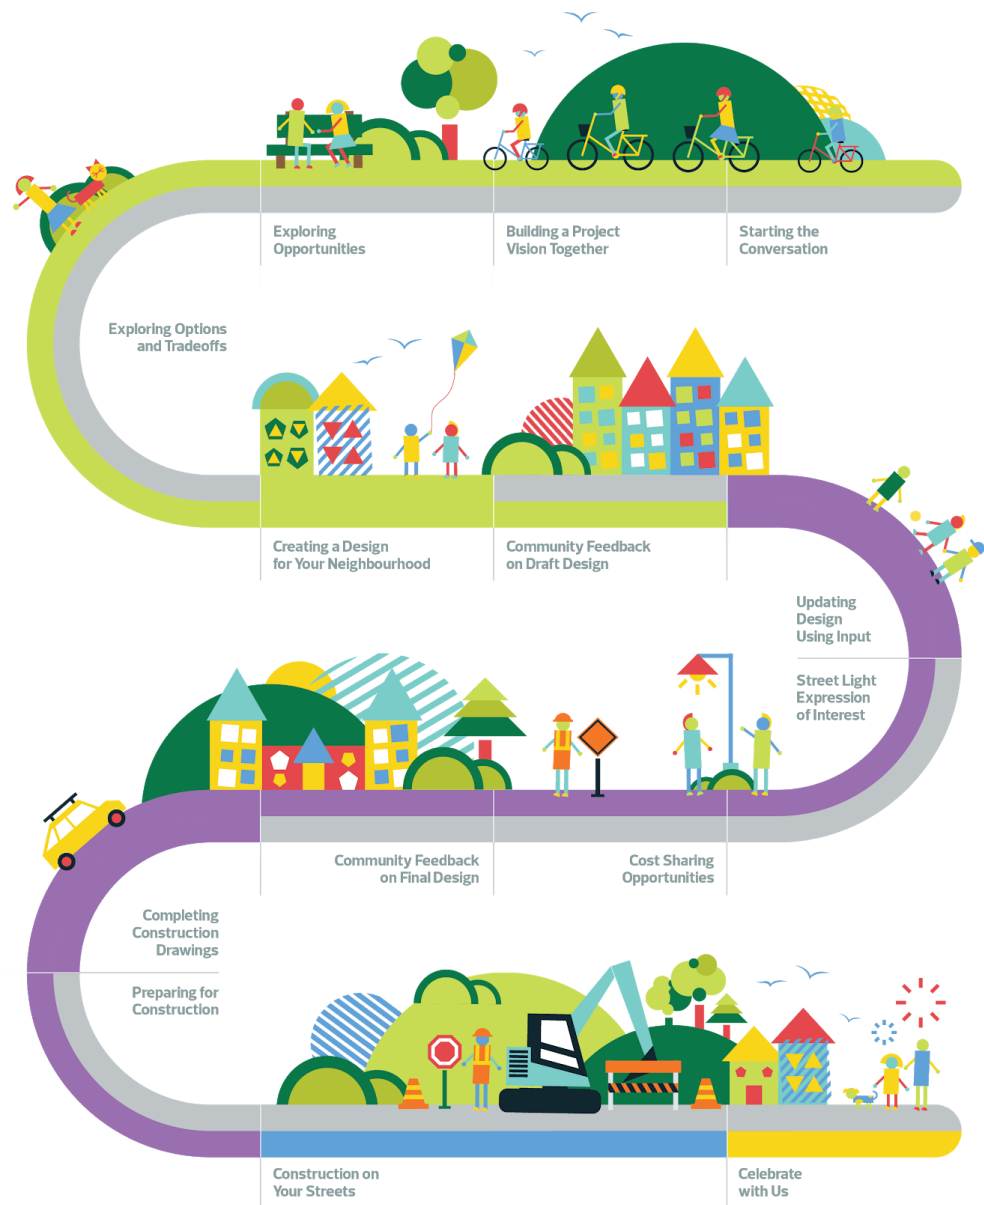 Exploring
Opportunities
Building a Project
Vision Together
Starting the
Conversation
Exploring Options
and Tradeoffs
Creating a Design
for Your Neighbourhood
Community Feedback
on Draft Design
Updating
Design
Using Input
Street Light
Expression
of Interest
Community Feedback
on Final Design
Cost Sharing
Opportunities
Completing
Construction
Drawings
Preparing for
Construction
Construction on
Your Streets
Celebrate
with Us